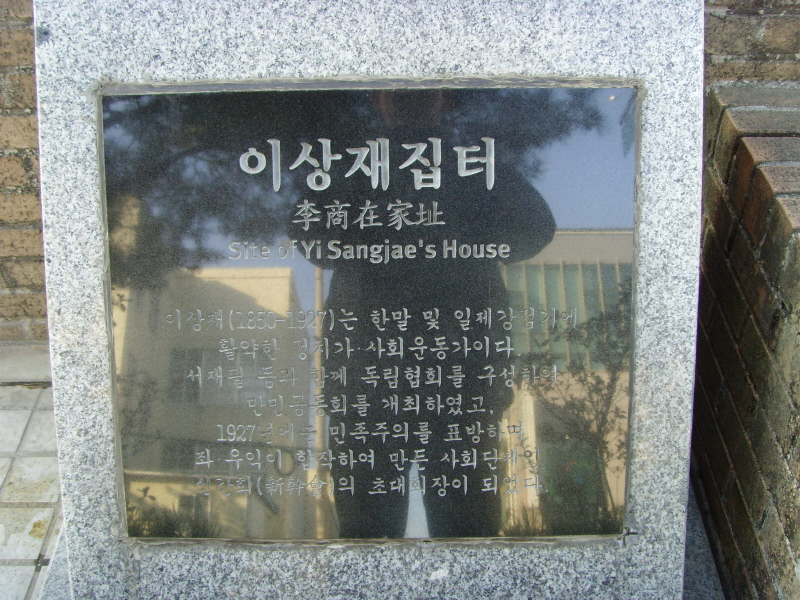 이상재집터
李商在家址
Site of Yi Sangjae's House
이상재(1850-1927)는 한말 및 일제강점기에
활약한 정치가·사회운동가이다.
서재필 등과 함께 독립협회를 구성하여
만민공동회를 개최하였고,
1927년에는 민족주의를 표방하며
좌·우익이 합작하여 만든 사회단체인
신간회(新幹會)의 초대회장이 되었다.